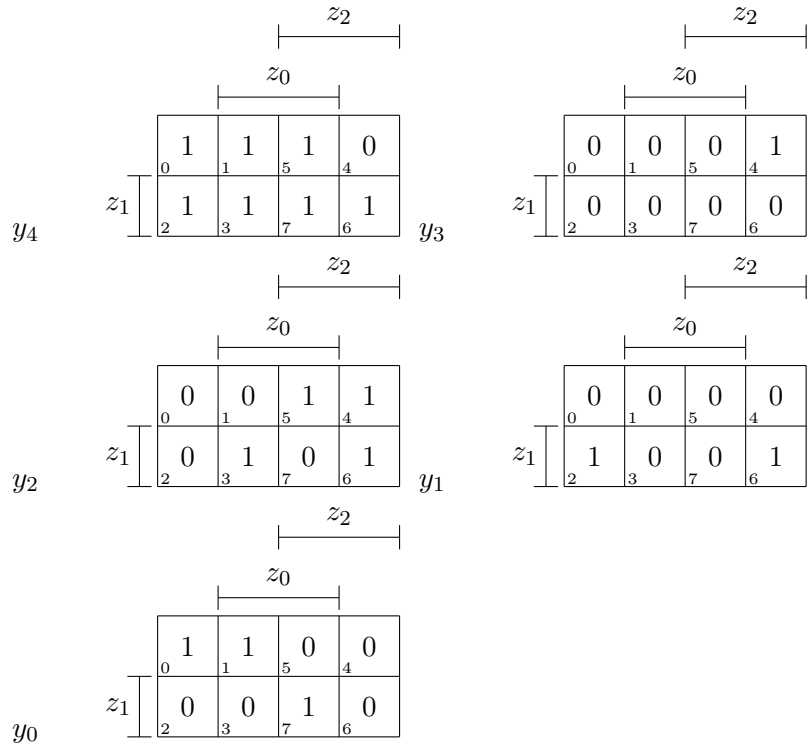 z₂ z₂
z₀ z₀
1 1 1 0 0 0 0 1
0 1 5 4 0 1 5 4
z₁ 1 1 1 1 z₁ 0 0 0 0
y₄ 2 3 7 6 y₃ 2 3 7 6
z₂ z₂
z₀ z₀
0 0 1 1 0 0 0 0
0 1 5 4 0 1 5 4
z₁ 0 1 0 1 z₁ 1 0 0 1
y₂ 2 3 7 6 y₁ 2 3 7 6
z₂
z₀
1 1 0 0
0 1 5 4
z₁ 0 0 1 0
y₀ 2 3 7 6